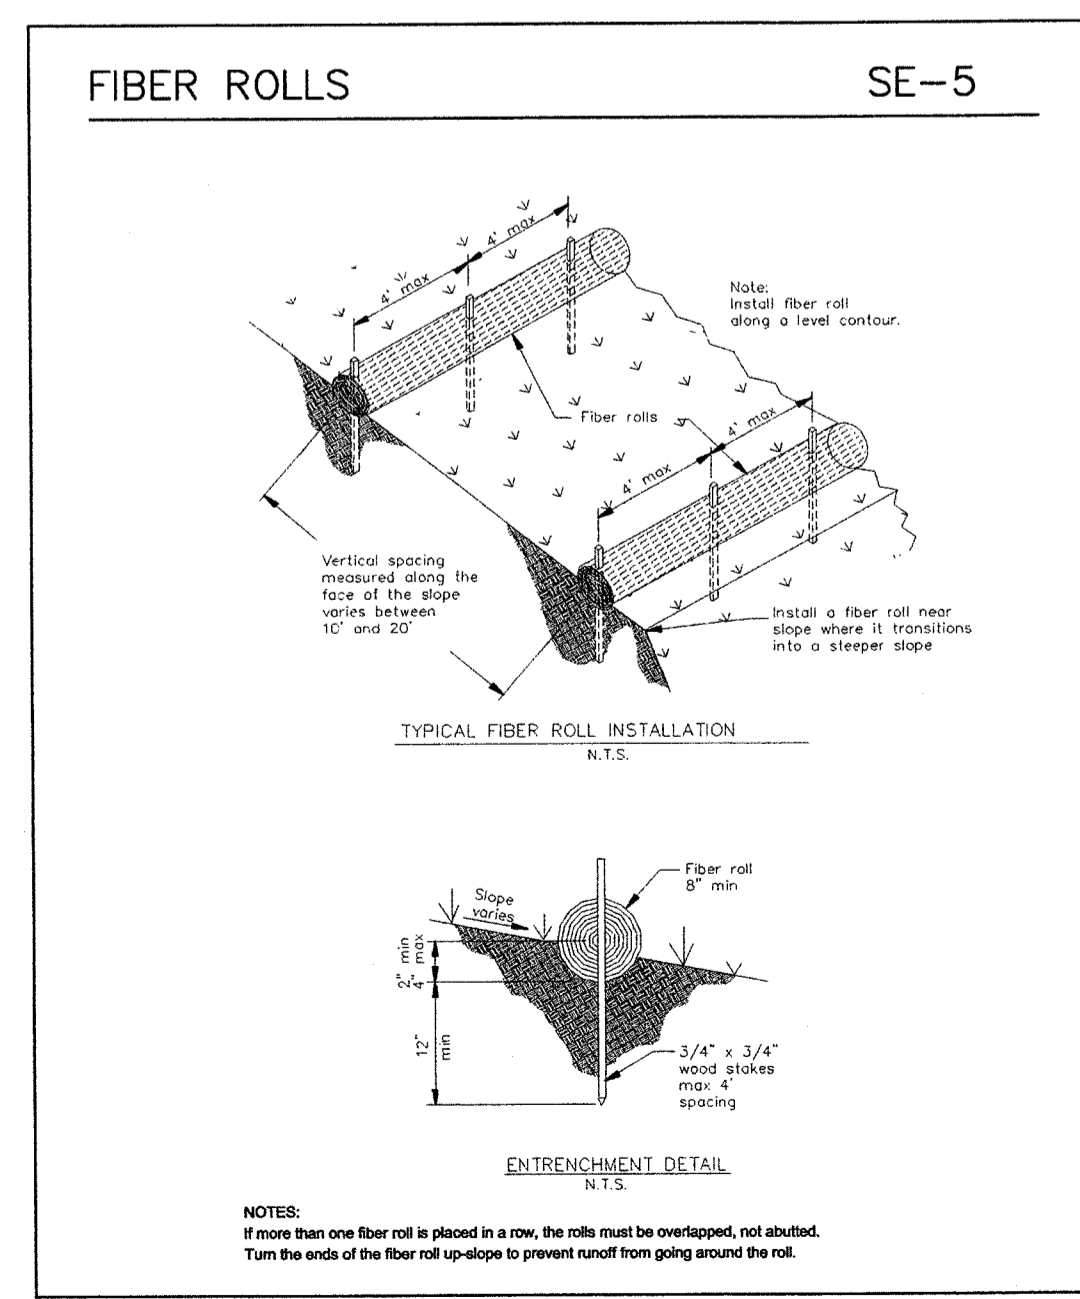 FIBER ROLLS
SE-5
4' max
4' max
Note:
Install fiber roll
along a level contour.
Fiber rolls
4' max
4' max
Vertical spacing
measured along the
face of the slope
varies between
10' and 20'
Install a fiber roll near
slope where it transitions
into a steeper slope
TYPICAL FIBER ROLL INSTALLATION
N.T.S.
Fiber roll
8" min
Slope
varies
2" min
4" max
12" min
3/4" x 3/4"
wood stakes
max 4'
spacing
ENTRENCHMENT DETAIL
N.T.S.
NOTES:
If more than one fiber roll is placed in a row, the rolls must be overlapped, not abutted.
Turn the ends of the fiber roll up-slope to prevent runoff from going around the roll.